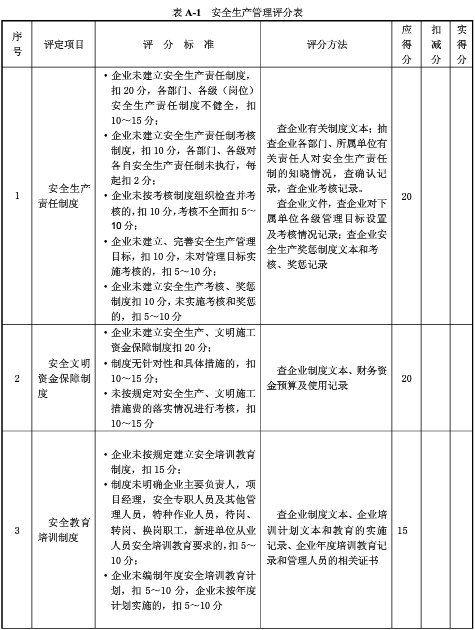 表 A-1 安全生产管理评分表
序号
评定项目
评 分 标 准
评分方法
应得分
扣减分
实得分
1
安全生产
责任制度
·企业未建立安全生产责任制度，
扣 20 分，各部门、各级（岗位）
安全生产责任制度不健全，扣
10～15 分；
·企业未建立安全生产责任制考核
制度，扣 10 分，各部门、各级对
各自安全生产责任制未执行，每
起扣 2 分；
·企业未按考核制度组织检查并考
核的，扣 10 分，考核不全面扣 5～
10 分；
·企业未建立、完善安全生产管理
目标，扣 10 分，未对管理目标实
施考核的，扣 5～10 分；
·企业未建立安全生产考核、奖惩
制度扣 10 分，未实施考核和奖惩
的，扣 5～10 分
查企业有关制度文本；抽
查企业各部门、所属单位有
关责任人对安全生产责任
制的知晓情况，查确认记
录，查企业考核记录。
查企业文件，查企业对下
属单位各级管理目标设置
及考核情况记录；查企业安
全生产奖惩制度文本和考
核、奖惩记录
20
2
安全文明
资金保障制
度
·企业未建立安全生产、文明施工
资金保障制度扣 20 分；
·制度无针对性和具体措施的，扣
10～15 分；
·未按规定对安全生产、文明施工
措施费的落实情况进行考核，扣
10～15 分
查企业制度文本、财务资
金预算及使用记录
20
3
安全教育
培训制度
·企业未按规定建立安全培训教育
制度，扣 15 分；
·制度未明确企业主要负责人，项
目经理，安全专职人员及其他管
理人员，特种作业人员，待岗、
转岗、换岗职工，新进单位从业
人员安全培训教育要求的，扣 5～
10 分；
·企业未编制年度安全培训教育计
划，扣 5～10 分，企业未按年度
计划实施的，扣 5～10 分
查企业制度文本、企业培
训计划文本和教育的实施
记录、企业年度培训教育记
录和管理人员的相关证书
15